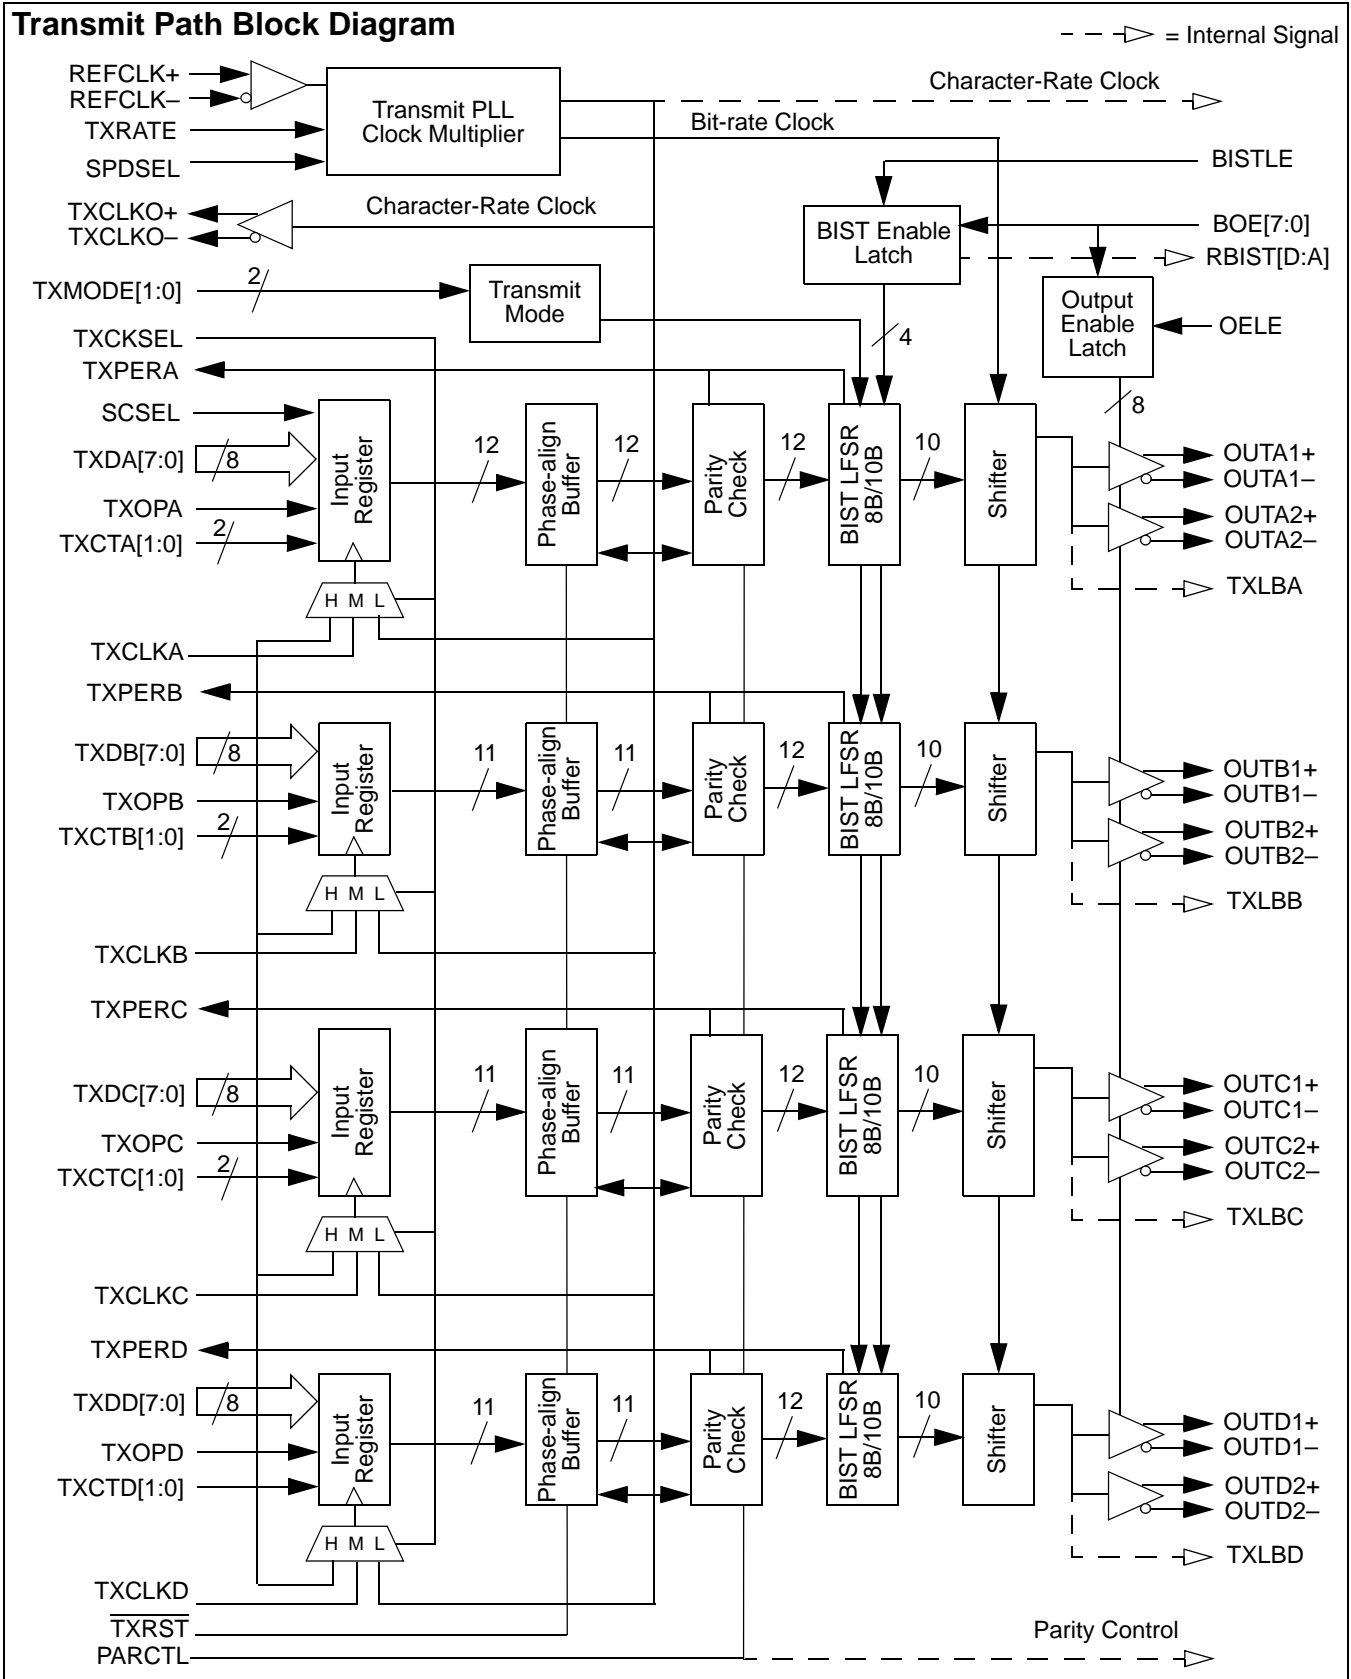 Transmit Path Block Diagram
= Internal Signal
REFCLK+
REFCLK–
TXRATE
SPDSEL
Transmit PLL
Clock Multiplier
Character-Rate Clock
Bit-rate Clock
BISTLE
TXCLKO+
TXCLKO–
Character-Rate Clock
BIST Enable
Latch
BOE[7:0]
RBIST[D:A]
TXMODE[1:0]
2
Transmit
Mode
Output
Enable
Latch
OELE
4
8
TXCKSEL
TXPERA
SCSEL
TXDA[7:0]
8
TXOPA
TXCTA[1:0]
2
Input
Register
12
Phase-align
Buffer
12
Parity
Check
12
BIST LFSR
8B/10B
10
Shifter
OUTA1+
OUTA1–
OUTA2+
OUTA2–
TXLBA
H M L
TXCLKA
TXPERB
TXDB[7:0]
8
TXOPB
TXCTB[1:0]
2
Input
Register
11
Phase-align
Buffer
11
Parity
Check
12
BIST LFSR
8B/10B
10
Shifter
OUTB1+
OUTB1–
OUTB2+
OUTB2–
TXLBB
H M L
TXCLKB
TXPERC
TXDC[7:0]
8
TXOPC
TXCTC[1:0]
2
Input
Register
11
Phase-align
Buffer
11
Parity
Check
12
BIST LFSR
8B/10B
10
Shifter
OUTC1+
OUTC1–
OUTC2+
OUTC2–
TXLBC
H M L
TXCLKC
TXPERD
TXDD[7:0]
8
TXOPD
TXCTD[1:0]
Input
Register
11
Phase-align
Buffer
11
Parity
Check
12
BIST LFSR
8B/10B
10
Shifter
OUTD1+
OUTD1–
OUTD2+
OUTD2–
TXLBD
H M L
TXCLKD
TXRST
PARCTL
Parity Control